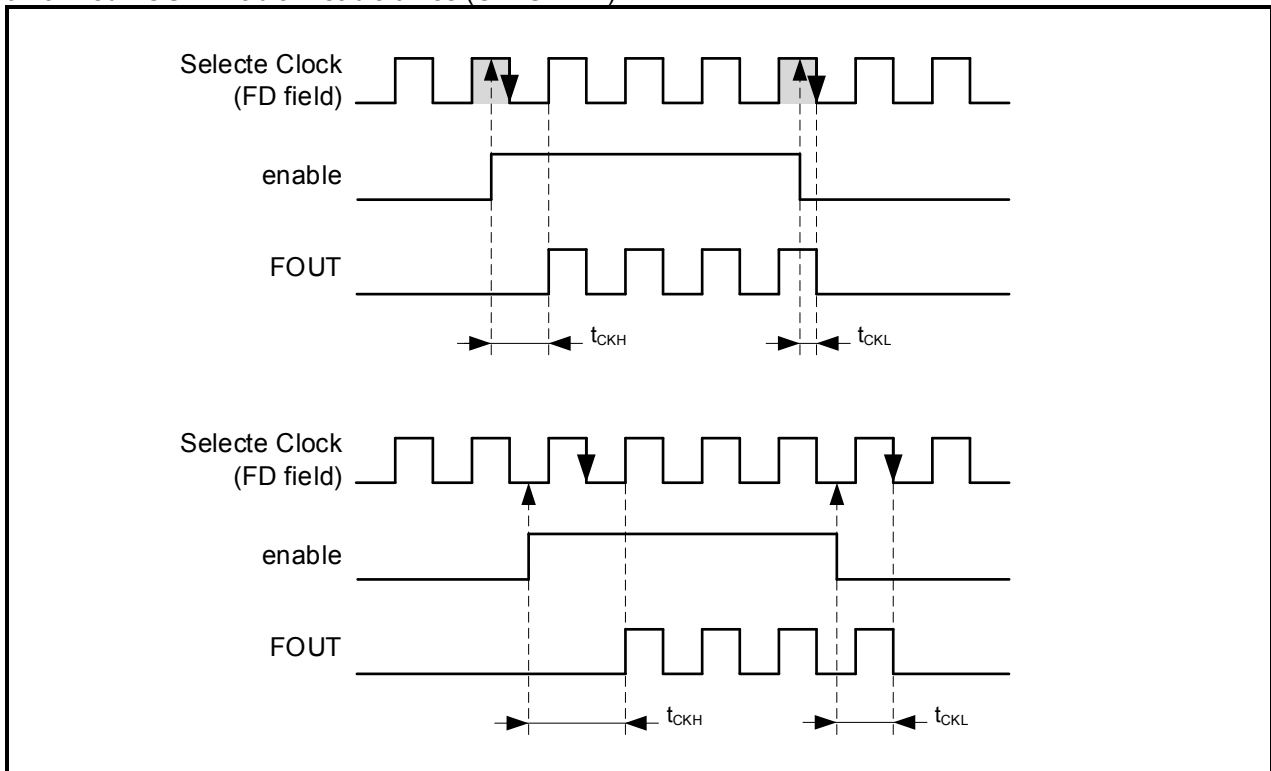 Selecte Clock
(FD field)
enable
FOUT
tCKH
tCKL
Selecte Clock
(FD field)
enable
FOUT
tCKH
tCKL